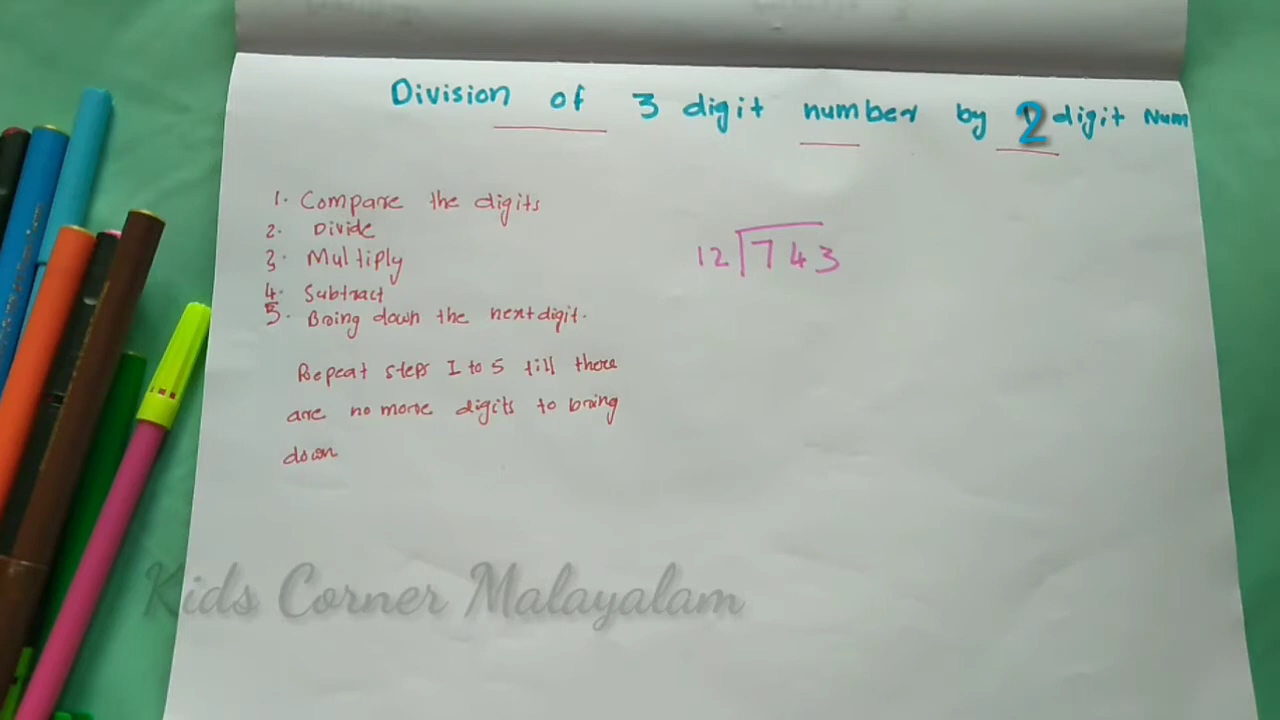 Division of 3 digit number by 2 digit Num
1. Compare the digits
2. Divide
3. Multiply
4. Subtract
5. Bring down the next digit.
Repeat steps 1 to 5 till there
are no more digits to bring
down
12 743
Kids Corner Malayalam